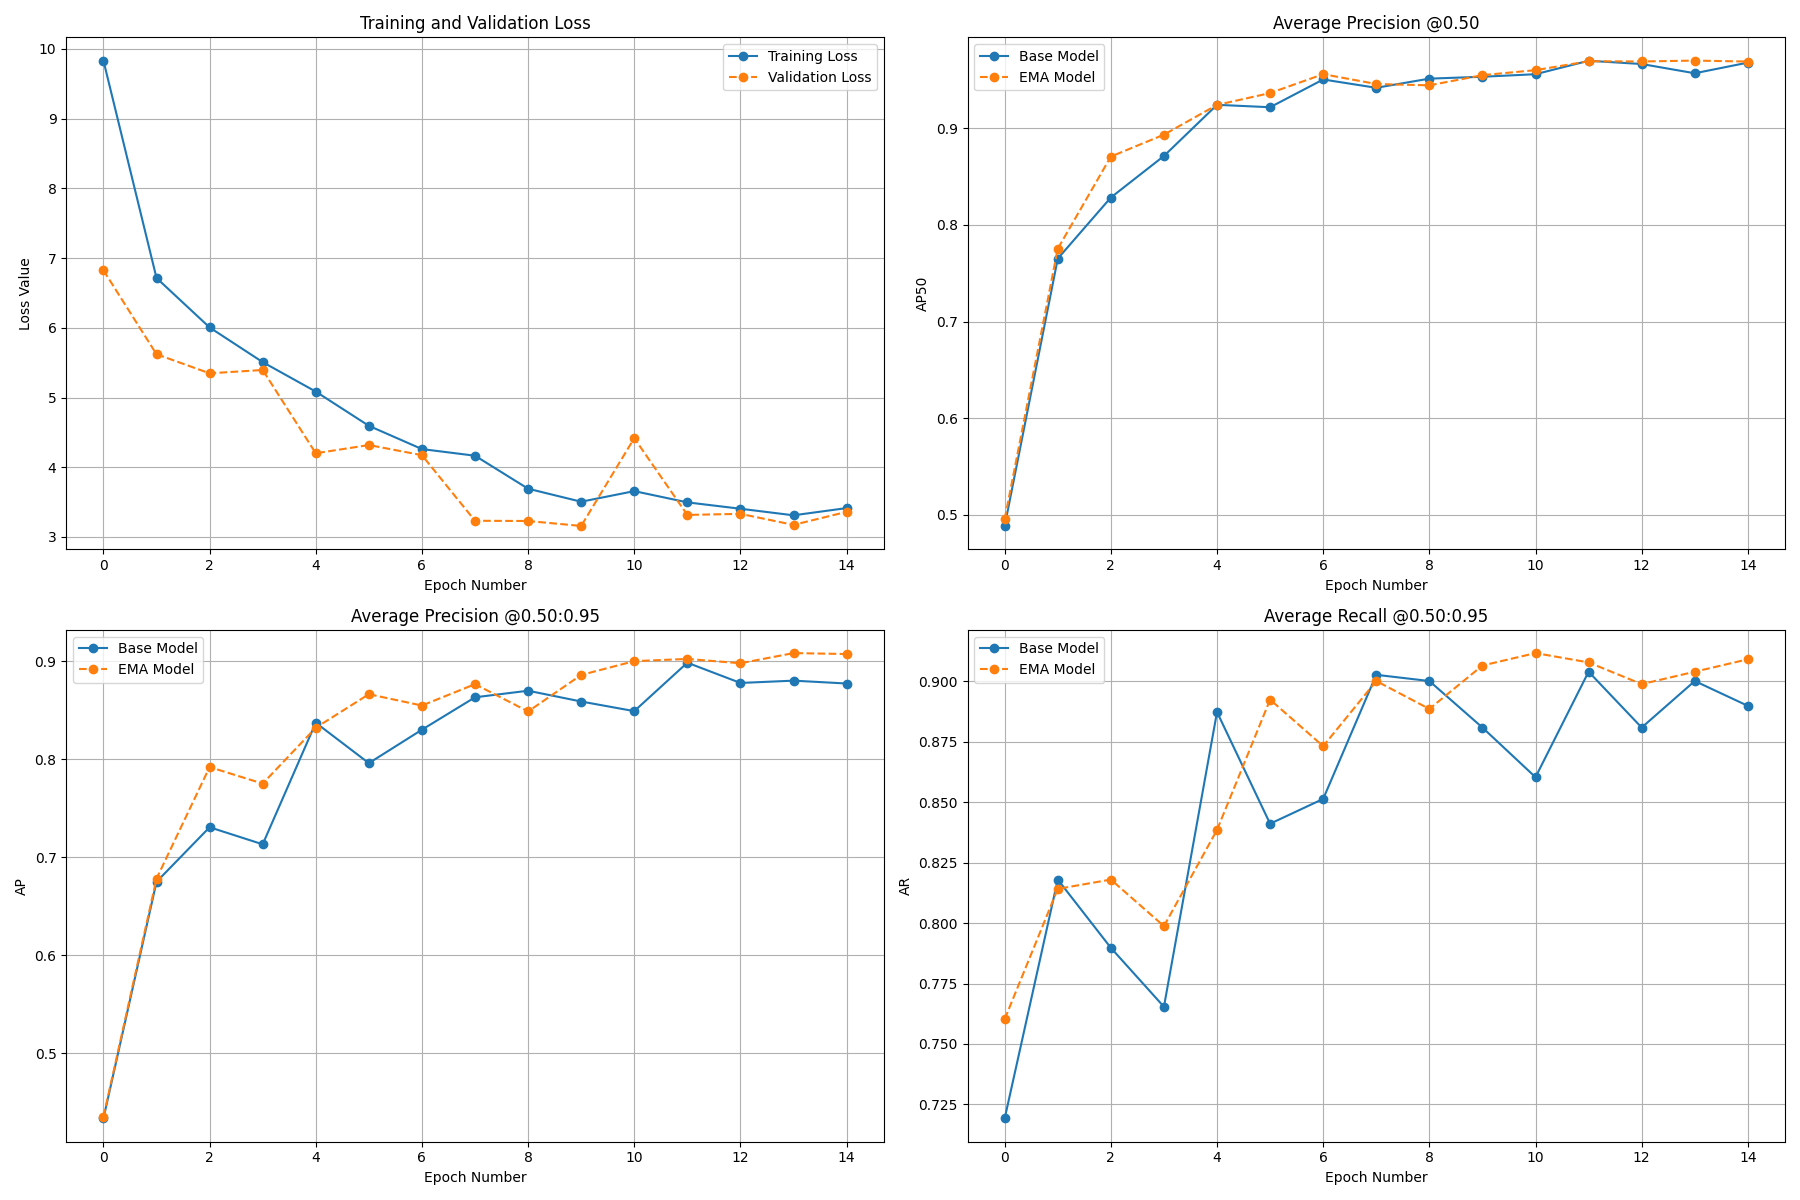 Training and Validation Loss
Training Loss
Validation Loss
10
9
8
7
6
5
4
3
Loss Value
0 2 4 6 8 10 12 14
Epoch Number
Average Precision @0.50
Base Model
EMA Model
0.9
0.8
0.7
0.6
0.5
AP50
0 2 4 6 8 10 12 14
Epoch Number
Average Precision @0.50:0.95
Base Model
EMA Model
0.9
0.8
0.7
0.6
0.5
AP
0 2 4 6 8 10 12 14
Epoch Number
Average Recall @0.50:0.95
Base Model
EMA Model
0.900
0.875
0.850
0.825
0.800
0.775
0.750
0.725
AR
0 2 4 6 8 10 12 14
Epoch Number